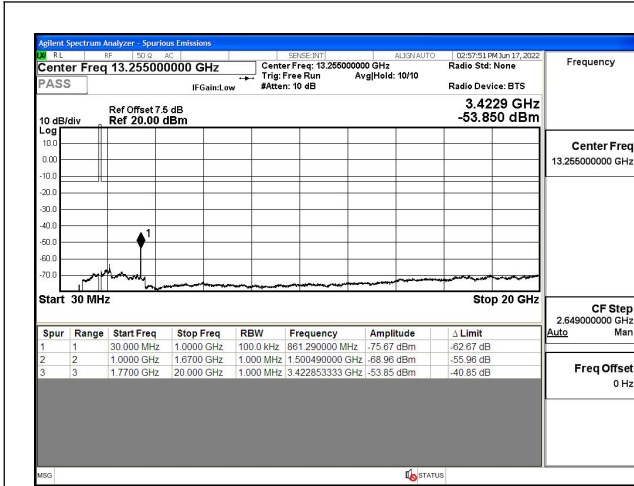 Agilent Spectrum Analyzer - Spurious Emissions
RL RF 50 Ω AC SENSE:INT ALIGN AUTO 02:57:51 PM Jun 17, 2022
Center Freq 13.255000000 GHz Center Freq: 13.255000000 GHz Radio Std: None Frequency
PASS Trig: Free Run Avg|Hold: 10/10
IFGain:Low #Atten: 10 dB Radio Device: BTS
3.4229 GHz
Ref Offset 7.5 dB
10 dB/div Ref 20.00 dBm -53.850 dBm
Log
10.0
0.00
-10.0
-20.0
-30.0
-40.0
-50.0
-60.0
-70.0
1
Start 30 MHz Stop 20 GHz
Center Freq
13.255000000 GHz
CF Step
2.649000000 GHz
Auto Man
Freq Offset
0 Hz
Spur Range Start Freq Stop Freq RBW Frequency Amplitude Δ Limit
1 1 30.000 MHz 1.0000 GHz 100.0 kHz 861.290000 MHz -75.67 dBm -62.67 dB
2 2 1.0000 GHz 1.6700 GHz 1.000 MHz 1.500490000 GHz -68.96 dBm -55.96 dB
3 3 1.7700 GHz 20.000 GHz 1.000 MHz 3.422853333 GHz -53.85 dBm -40.85 dB
MSG STATUS